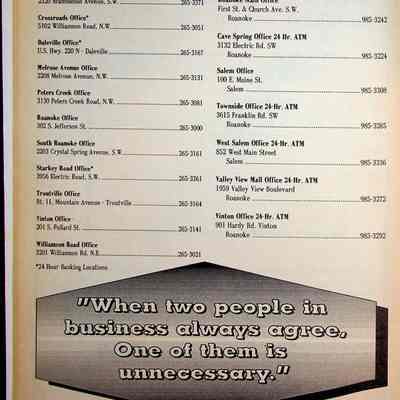 265-3371
Crossroads Office*
5102 Williamson Road, N.W. 265-3051
Daleville Office*
U.S. Hwy. 220 N - Daleville 265-3167
Melrose Avenue Office
2208 Melrose Avenue, N.W. 265-3131
Peters Creek Office
3130 Peters Creek Road, N.W. 265-3081
Roanoke Office
302 S. Jefferson St. 265-3000
South Roanoke Office
2203 Crystal Spring Avenue, S.W. 265-3161
Starkey Road Office*
3956 Electric Road, S.W. 265-3261
Troutville Office
Rt. 11, Mountain Avenue - Troutville 265-3164
Vinton Office
201 S. Pollard St. 265-3141
Williamson Road Office
2201 Williamson Rd. N.E. 265-3021
*24 Hour Banking Locations
Roanoke Main Office
First St. & Church Ave. S.W.
Roanoke 985-3242
Cave Spring Office 24 Hr. ATM
3132 Electric Rd. SW
Roanoke 985-3224
Salem Office
100 E. Maine St.
Salem 985-3308
Townside Office 24-Hr. ATM
3615 Franklin Rd. SW
Roanoke 985-3265
West Salem Office 24-Hr. ATM
852 West Main Street
Salem 985-3336
Valley View Mall Office 24-Hr. ATM
1959 Valley View Boulevard
Roanoke 985-3272
Vinton Office 24-Hr. ATM
901 Hardy Rd. Vinton
Roanoke 985-3292
"When two people in
business always agree,
One of them is
unnecessary."